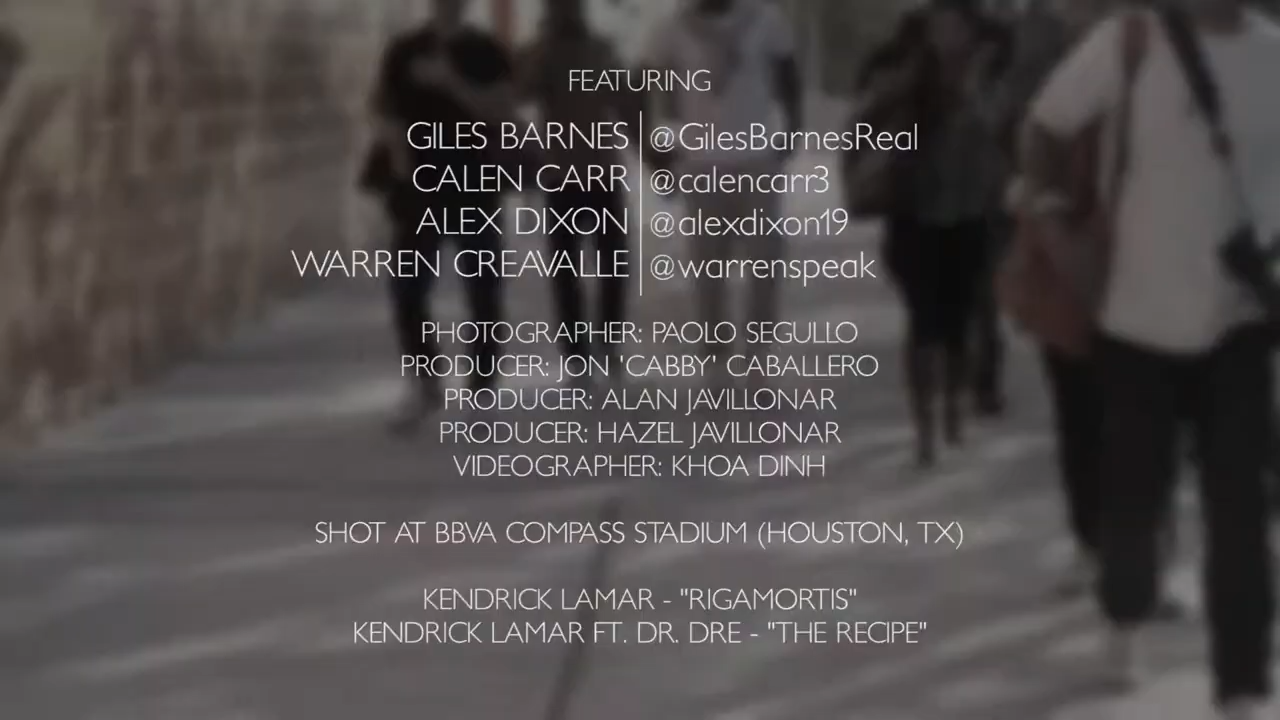 FEATURING
GILES BARNES @GilesBarnesReal
CALEN CARR @calencarr3
ALEX DIXON @alexdixon19
WARREN CREAVALLE @warrenspeak
PHOTOGRAPHER: PAOLO SEGULLO
PRODUCER: JON 'CABBY' CABALLERO
PRODUCER: ALAN JAVILLONAR
PRODUCER: HAZEL JAVILLONAR
VIDEOGRAPHER: KHOA DINH
SHOT AT BBVA COMPASS STADIUM (HOUSTON, TX)
KENDRICK LAMAR - "RIGAMORTIS"
KENDRICK LAMAR FT. DR. DRE - "THE RECIPE"